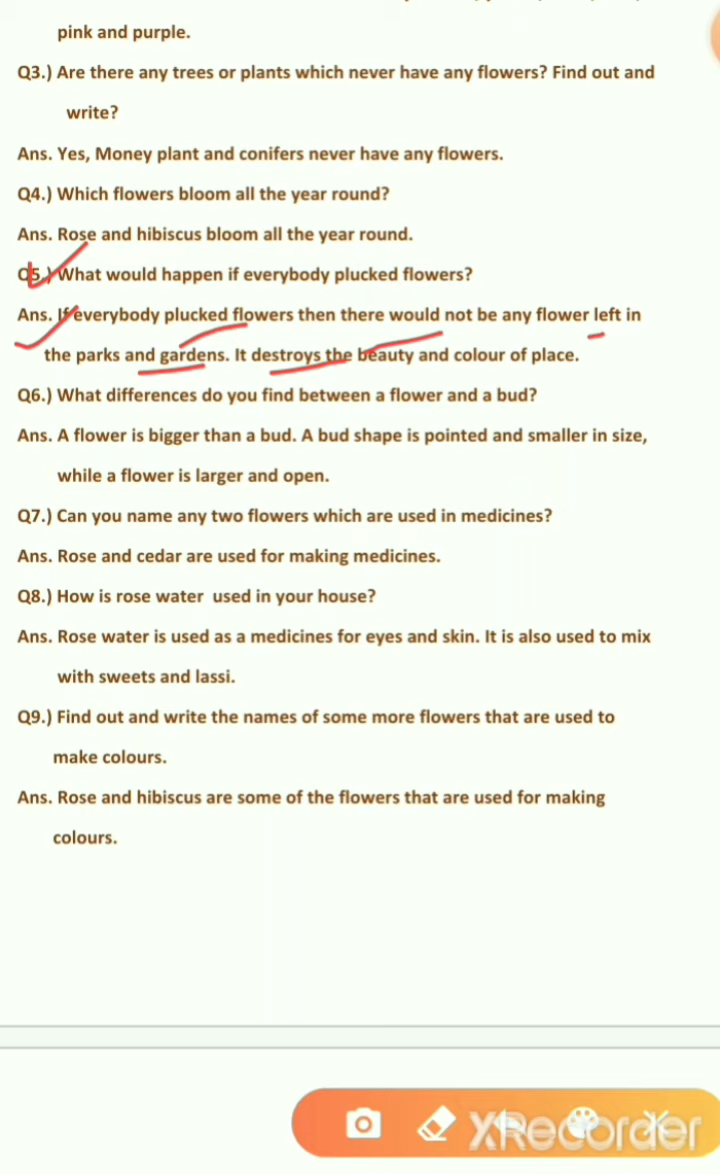 pink and purple.
Q3.) Are there any trees or plants which never have any flowers? Find out and
write?
Ans. Yes, Money plant and conifers never have any flowers.
Q4.) Which flowers bloom all the year round?
Ans. Rose and hibiscus bloom all the year round.
Q5.) What would happen if everybody plucked flowers?
Ans. If everybody plucked flowers then there would not be any flower left in
the parks and gardens. It destroys the beauty and colour of place.
Q6.) What differences do you find between a flower and a bud?
Ans. A flower is bigger than a bud. A bud shape is pointed and smaller in size,
while a flower is larger and open.
Q7.) Can you name any two flowers which are used in medicines?
Ans. Rose and cedar are used for making medicines.
Q8.) How is rose water used in your house?
Ans. Rose water is used as a medicines for eyes and skin. It is also used to mix
with sweets and lassi.
Q9.) Find out and write the names of some more flowers that are used to
make colours.
Ans. Rose and hibiscus are some of the flowers that are used for making
colours.
XRecorder